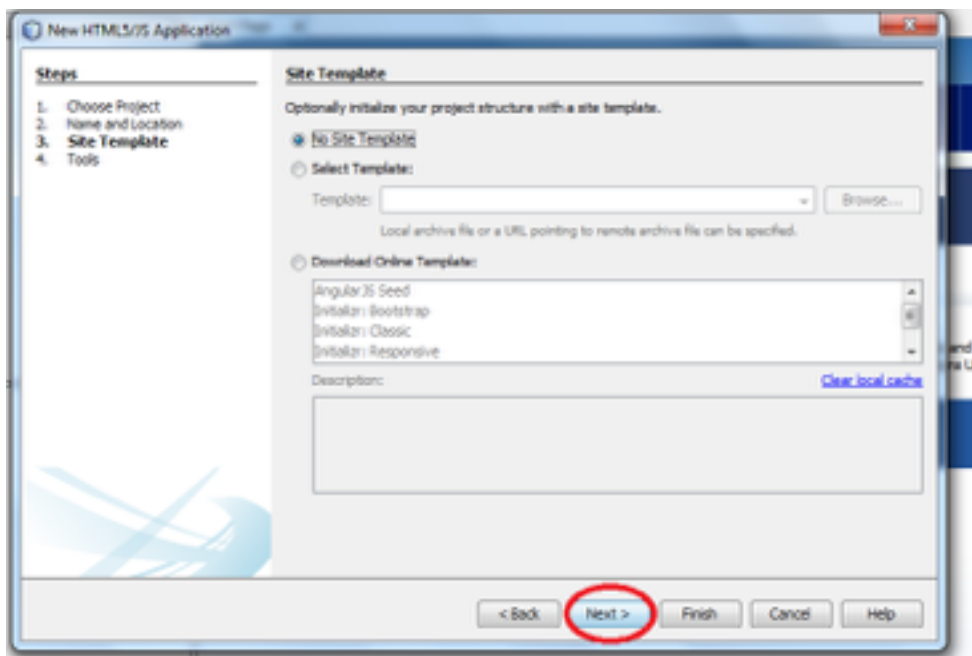 New HTML5/JS Application
Steps
1. Choose Project
2. Name and Location
3. Site Template
4. Tools
Site Template
Optionally initialize your project structure with a site template.
No Site Template
Select Template:
Template:
Browse...
Local archive file or a URL pointing to remote archive file can be specified.
Download Online Template:
AngularJS Seed
Initializr: Bootstrap
Initializr: Classic
Initializr: Responsive
Description:
Clear local cache
< Back Next > Finish Cancel Help
and